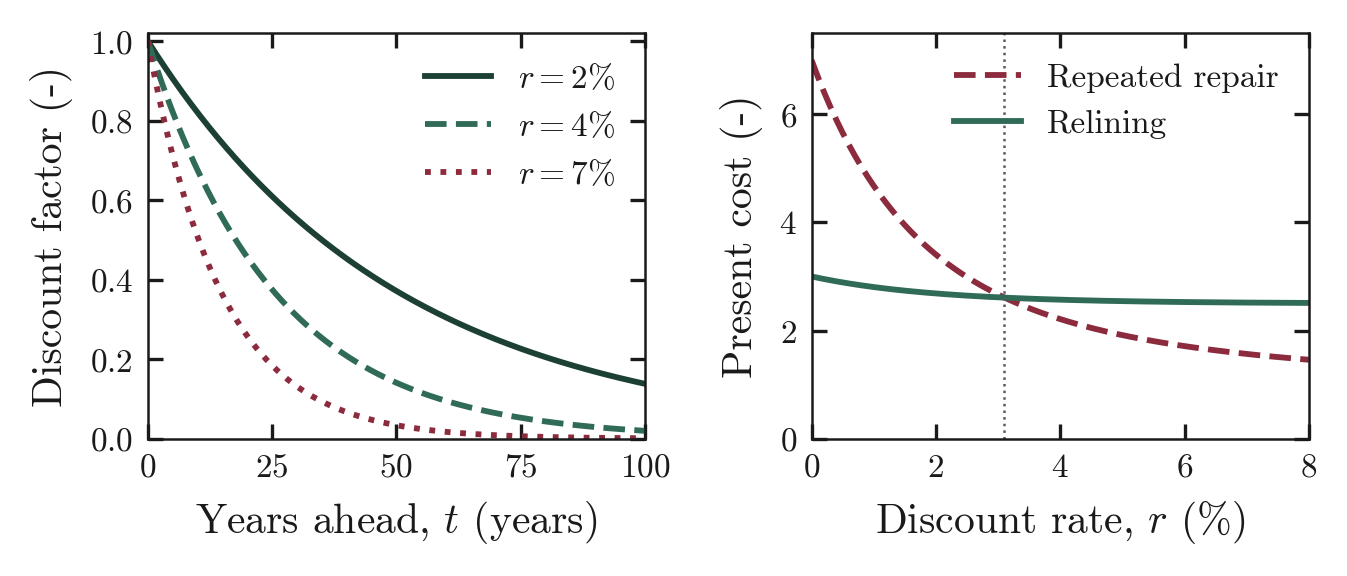 Discount factor (-)
1.0
0.8
0.6
0.4
0.2
0.0
r = 2%
r = 4%
r = 7%
0 25 50 75 100
Years ahead, t (years)
Present cost (-)
6
4
2
0
Repeated repair
Relining
0 2 4 6 8
Discount rate, r (%)